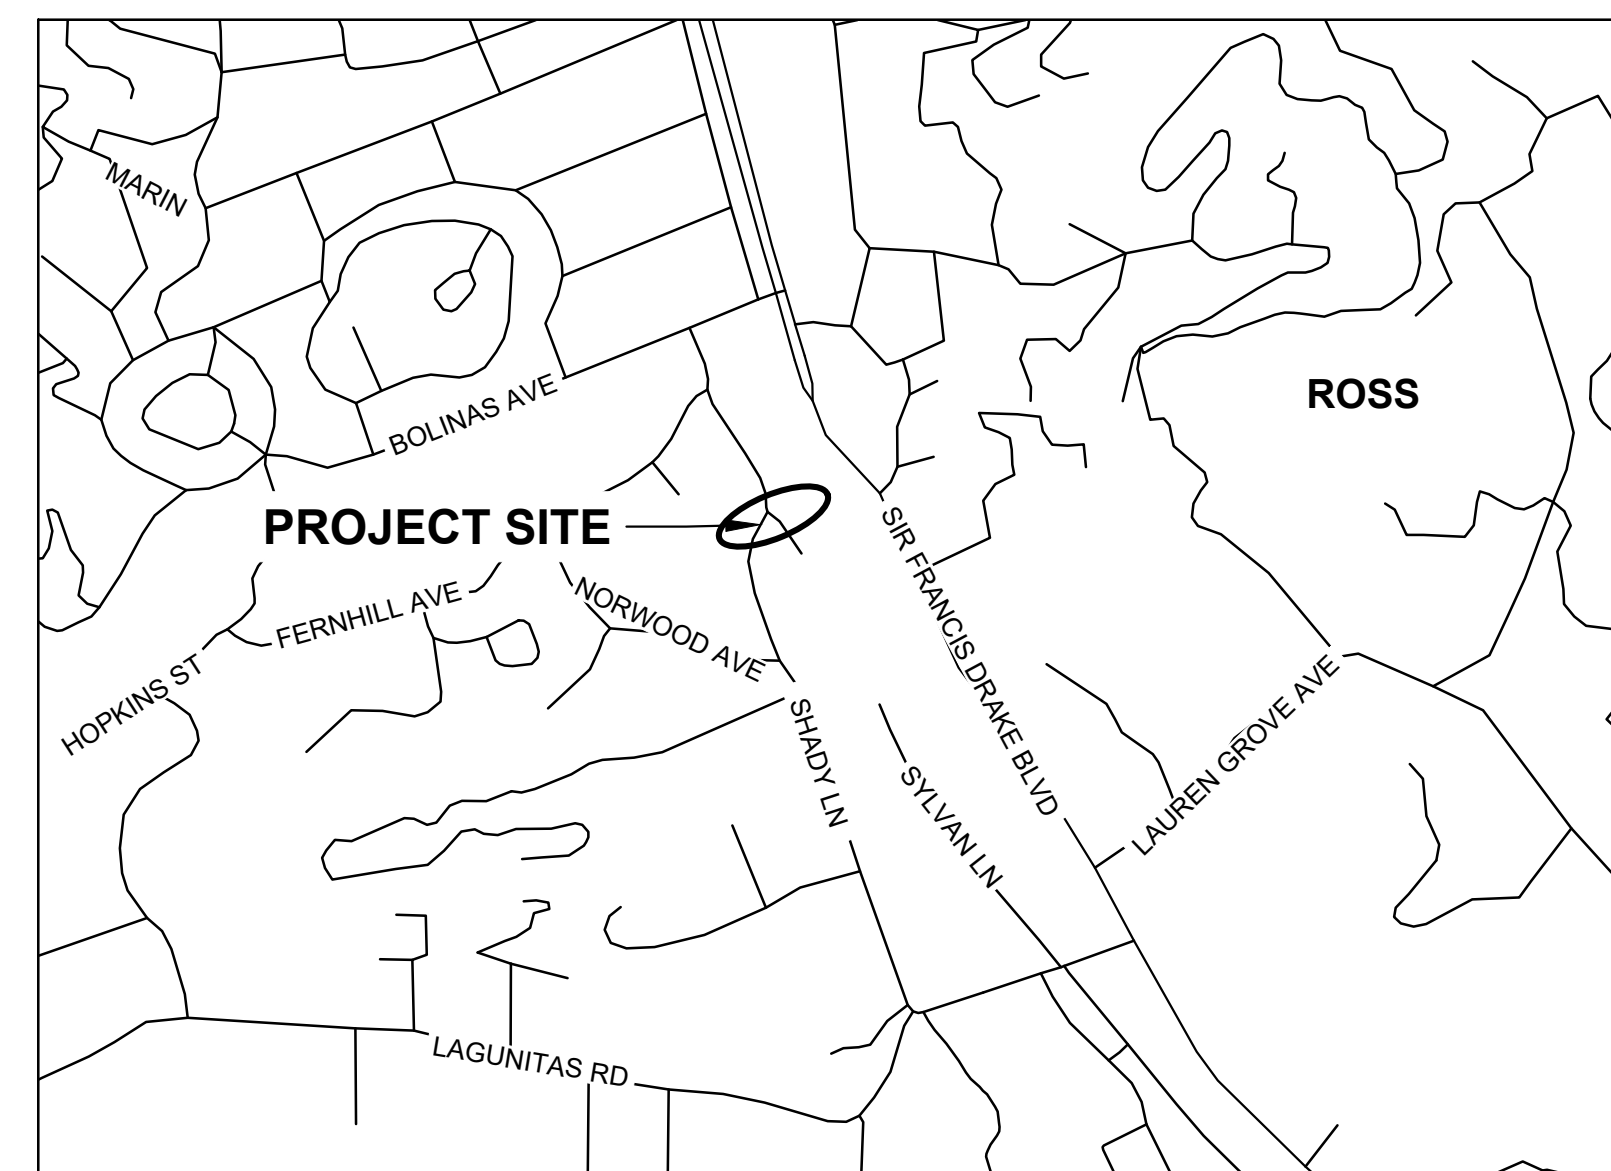 MARIN
ROSS
BOLINAS AVE
PROJECT SITE
SIR FRANCIS DRAKE BLVD
FERNHILL AVE
NORWOOD AVE
HOPKINS ST
SHADY LN
SYLVAN LN
LAUREN GROVE AVE
LAGUNITAS RD